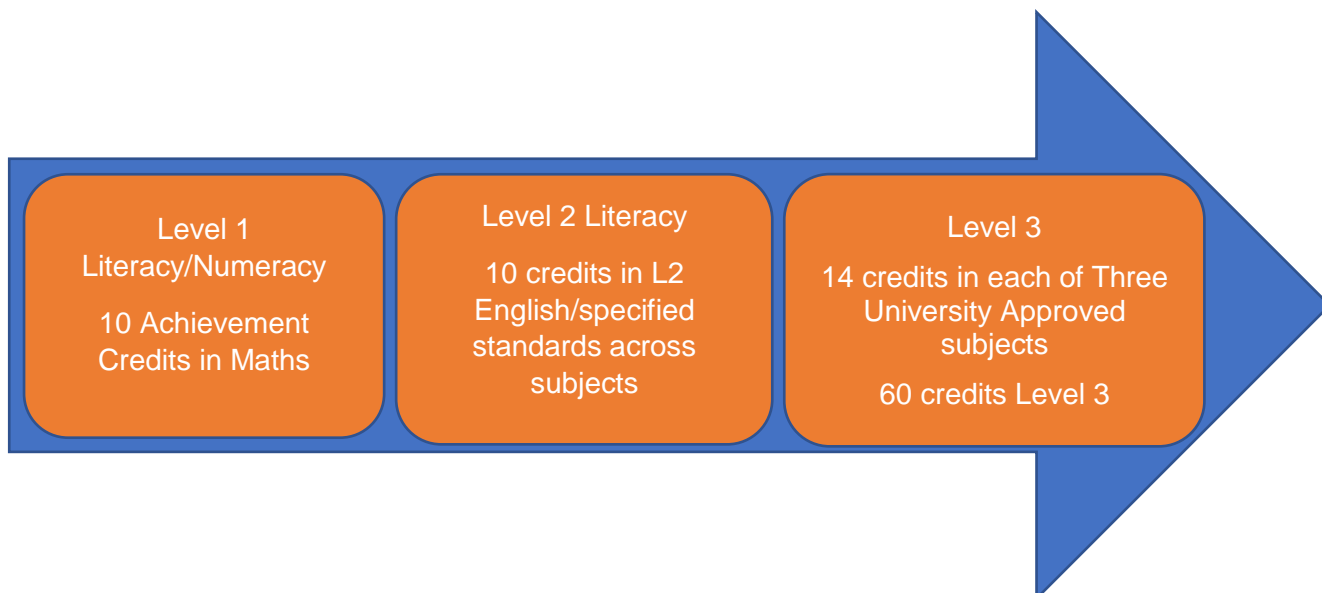 Level 1
Literacy/Numeracy
10 Achievement
Credits in Maths
Level 2 Literacy
10 credits in L2
English/specified
standards across
subjects
Level 3
14 credits in each of Three
University Approved
subjects
60 credits Level 3